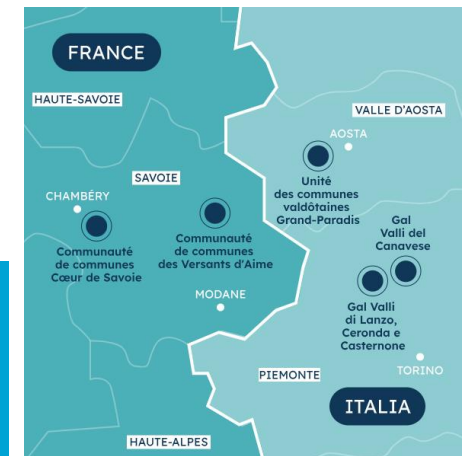 FRANCE
HAUTE-SAVOIE
VALLE D'AOSTA
AOSTA
SAVOIE
Unité
des communes
valdôtaines
Grand-Paradis
CHAMBÉRY
Communauté
de communes
Cœur de Savoie
Communauté
de communes
des Versants d'Aime
Gal
Valli del
Canavese
MODANE
Gal Valli
di Lanzo,
Ceronda e
Casternone
TORINO
PIEMONTE
ITALIA
HAUTE-ALPES